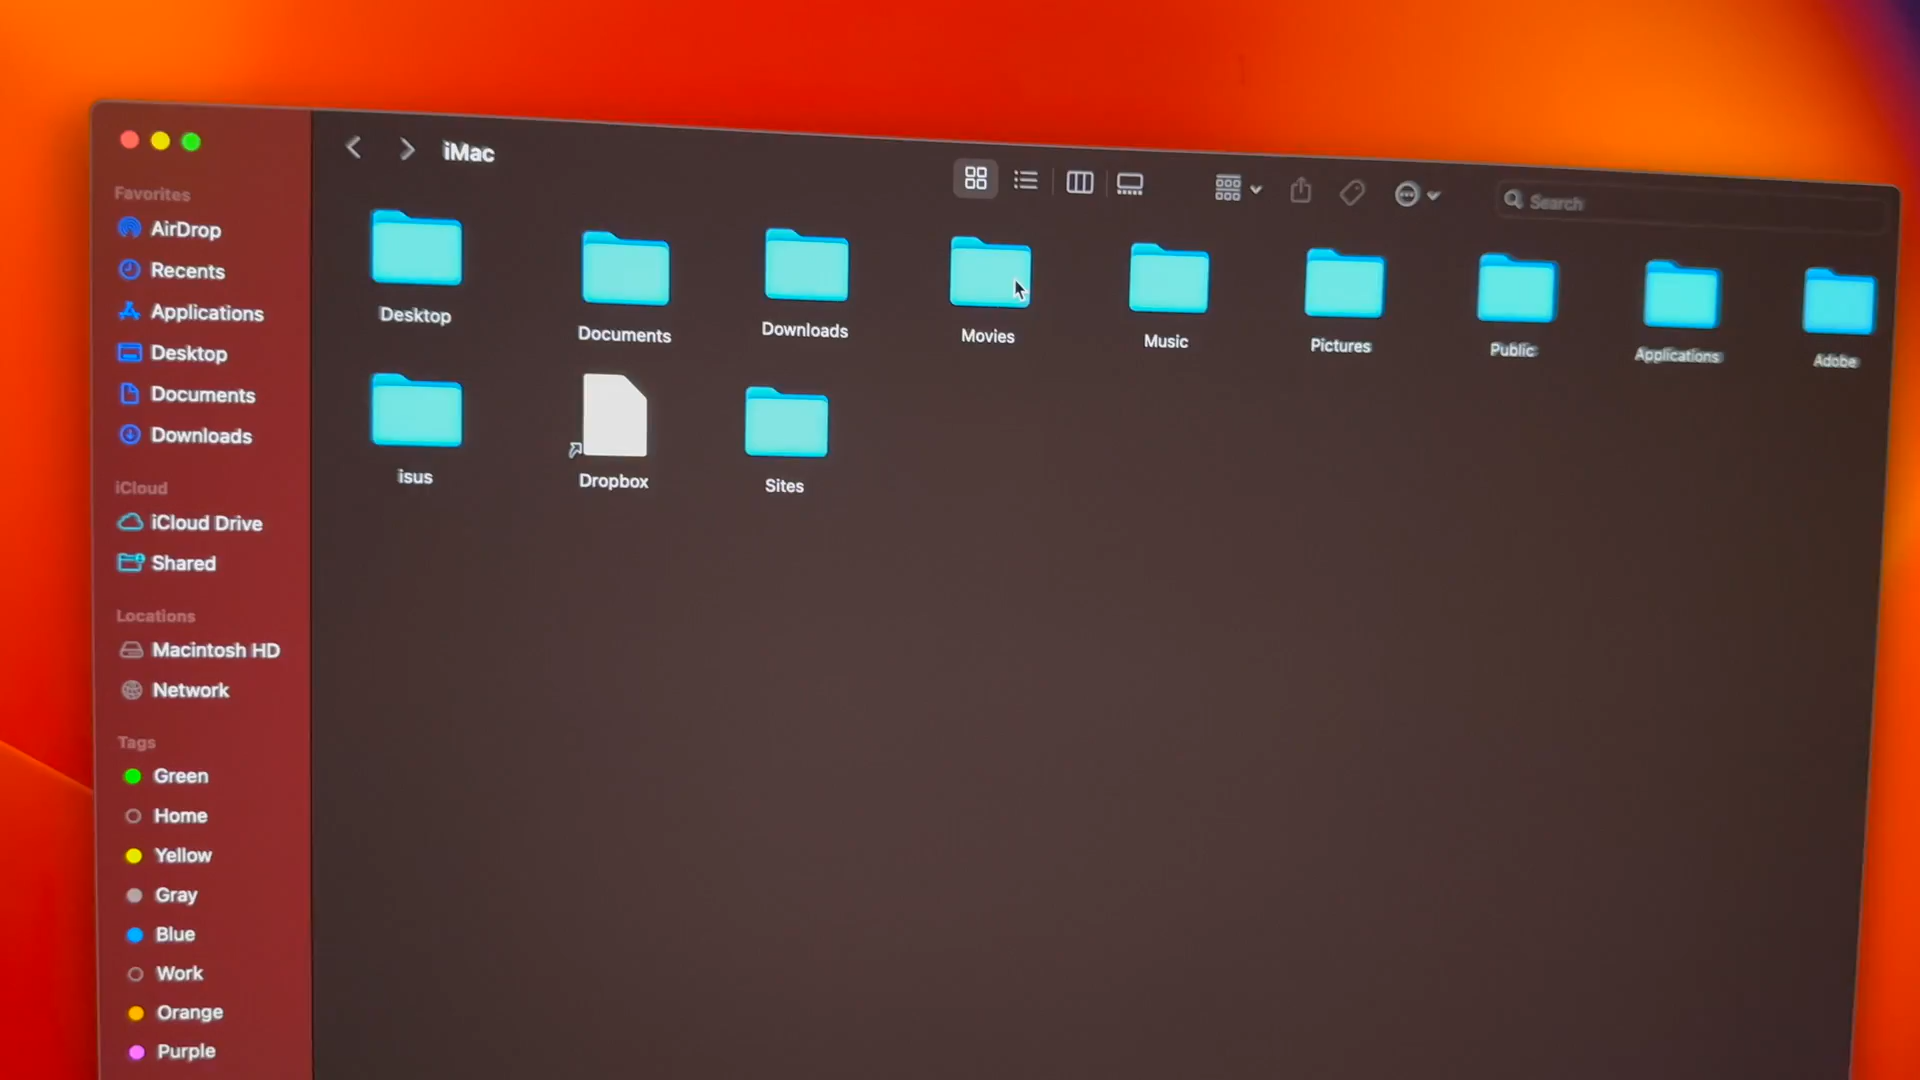 iMac
Search
Favorites
AirDrop
Recents
Applications
Desktop
Documents
Downloads
iCloud
iCloud Drive
Shared
Locations
Macintosh HD
Network
Tags
Green
Home
Yellow
Gray
Blue
Work
Orange
Purple
Desktop
Documents
Downloads
Movies
Music
Pictures
Public
Applications
Adobe
isus
Dropbox
Sites